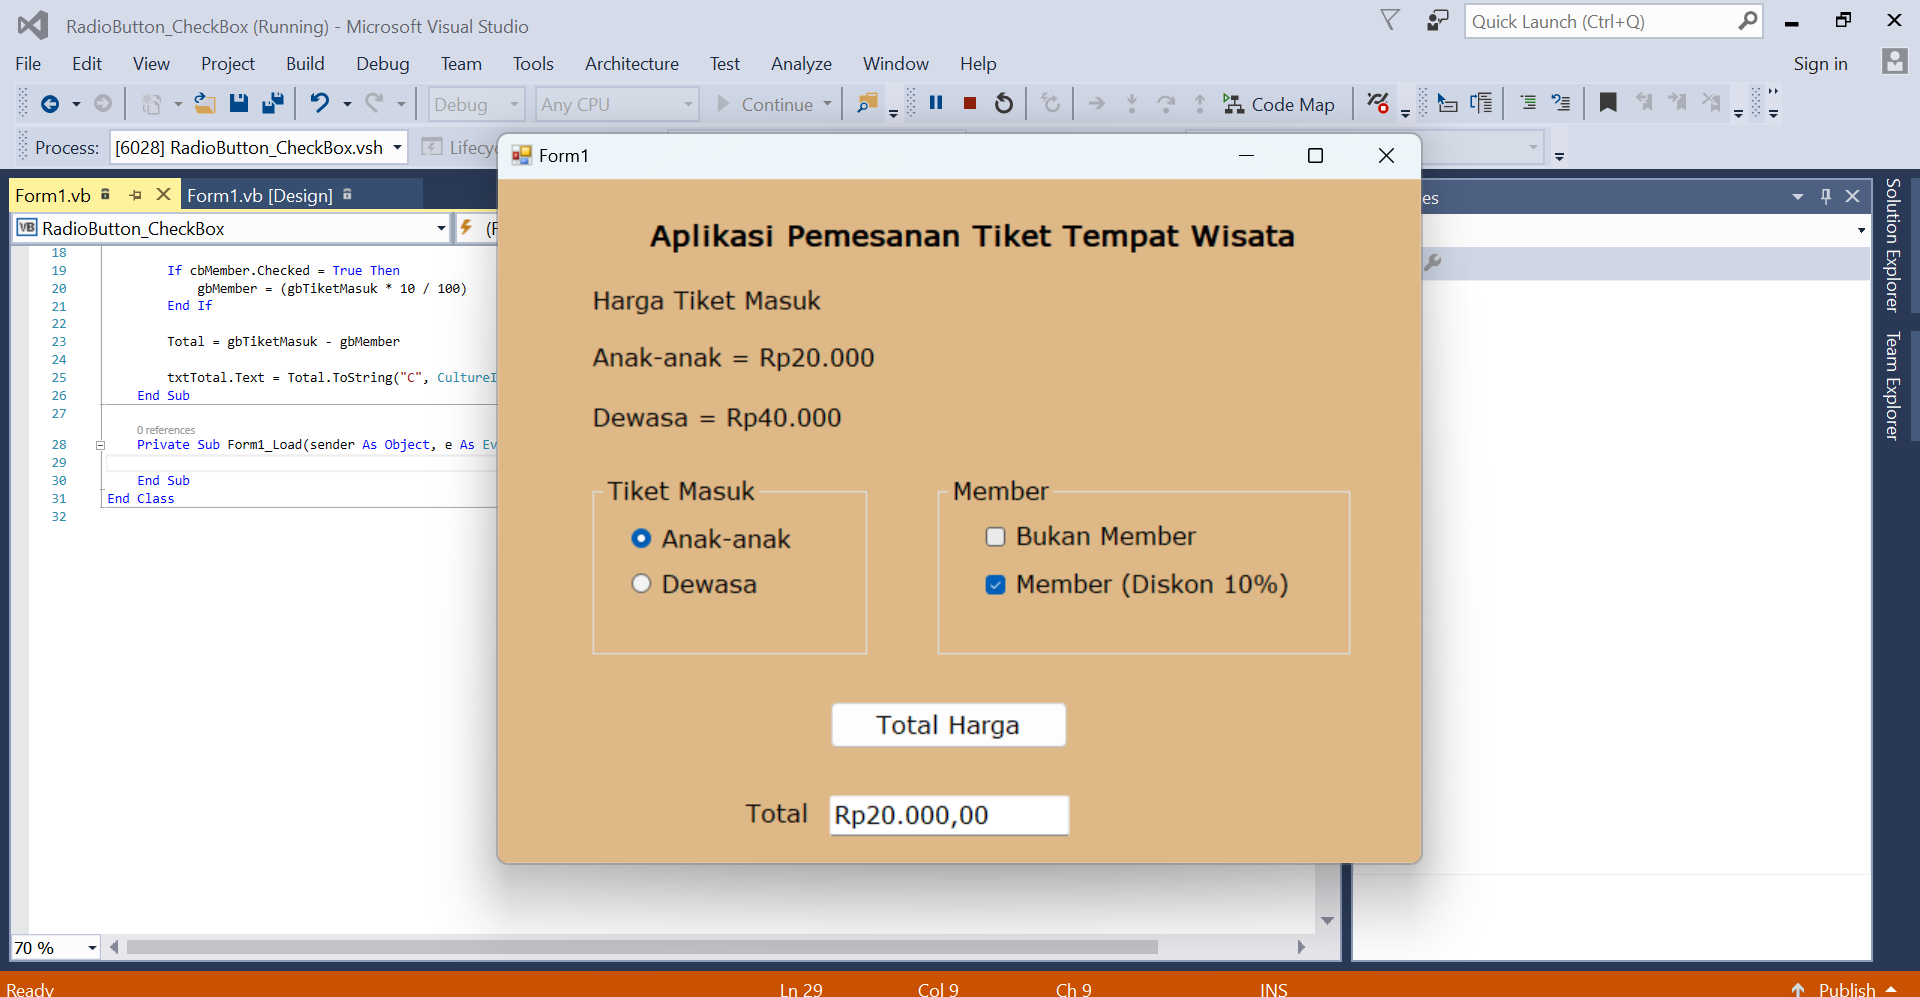 RadioButton_CheckBox (Running) - Microsoft Visual Studio
Quick Launch (Ctrl+Q)
File Edit View Project Build Debug Team Tools Architecture Test Analyze Window Help
Sign in
Debug Any CPU Continue Code Map
Process: [6028] RadioButton_CheckBox.vsh Lifecyc
Form1.vb Form1.vb [Design]
VB RadioButton_CheckBox (F
18
19 If cbMember.Checked = True Then
20 gbMember = (gbTiketMasuk * 10 / 100)
21 End If
22
23 Total = gbTiketMasuk - gbMember
24
25 txtTotal.Text = Total.ToString("C", CultureI
26 End Sub
27
0 references
28 Private Sub Form1_Load(sender As Object, e As Ev
29
30 End Sub
31 End Class
32
70 %
Form1
Aplikasi Pemesanan Tiket Tempat Wisata
Harga Tiket Masuk
Anak-anak = Rp20.000
Dewasa = Rp40.000
Tiket Masuk
Anak-anak
Dewasa
Member
Bukan Member
Member (Diskon 10%)
Total Harga
Total Rp20.000,00
es
Solution Explorer
Team Explorer
Ready Ln 29 Col 9 Ch 9 INS Publish